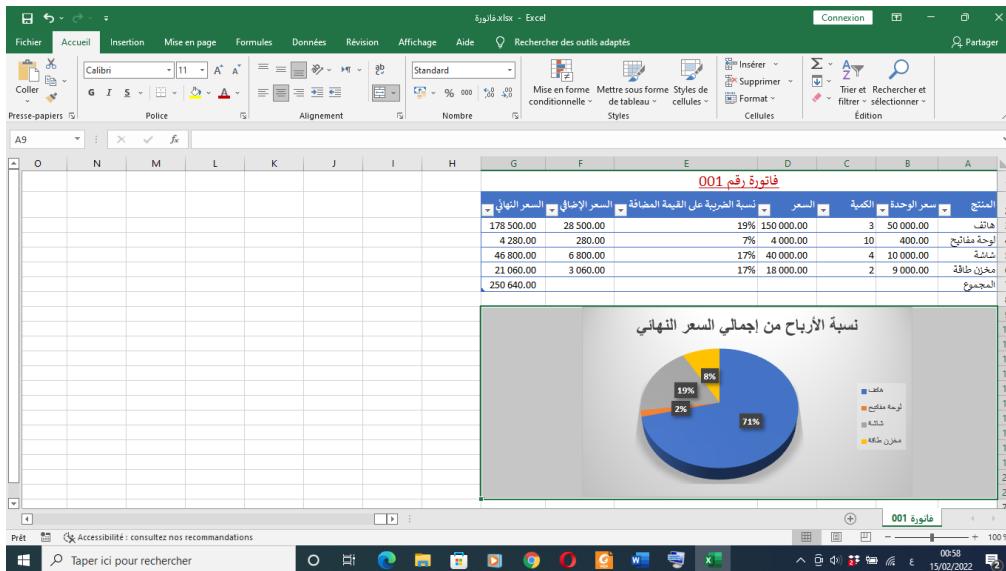 فاتورة.xlsx - Excel
Connexion
Fichier Accueil Insertion Mise en page Formules Données Révision Affichage Aide Rechercher des outils adaptés Partager
Coller
Presse-papiers
Calibri 11
G I S
Police
Alignement
Standard
% 000
Nombre
Mise en forme conditionnelle
Mettre sous forme de tableau
Styles de cellules
Styles
Insérer
Supprimer
Format
Cellules
Trier et filtrer
Rechercher et sélectionner
Édition
A9 fx
O N M L K J I H G F E D C B A
فاتورة رقم 001
المنتج سعر الوحدة الكمية السعر نسبة الضريبة على القيمة المضافة السعر الإضافي السعر النهائي
هاتف 50 000.00 3 150 000.00 19% 28 500.00 178 500.00
لوحة مفاتيح 400.00 10 4 000.00 7% 280.00 4 280.00
شاشة 10 000.00 4 40 000.00 17% 6 800.00 46 800.00
مخزن طاقة 9 000.00 2 18 000.00 17% 3 060.00 21 060.00
المجموع 250 640.00
نسبة الأرباح من إجمالي السعر النهائي
8%
19%
2%
71%
هاتف
لوحة مفاتيح
شاشة
مخزن طاقة
فاتورة 001
Prêt Accessibilité : consultez nos recommandations 100 %
Taper ici pour rechercher
00:58
15/02/2022